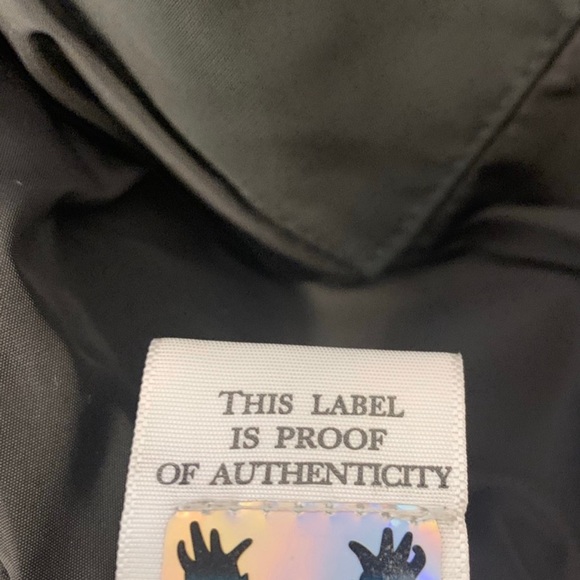 THIS LABEL
IS PROOF
OF AUTHENTICITY